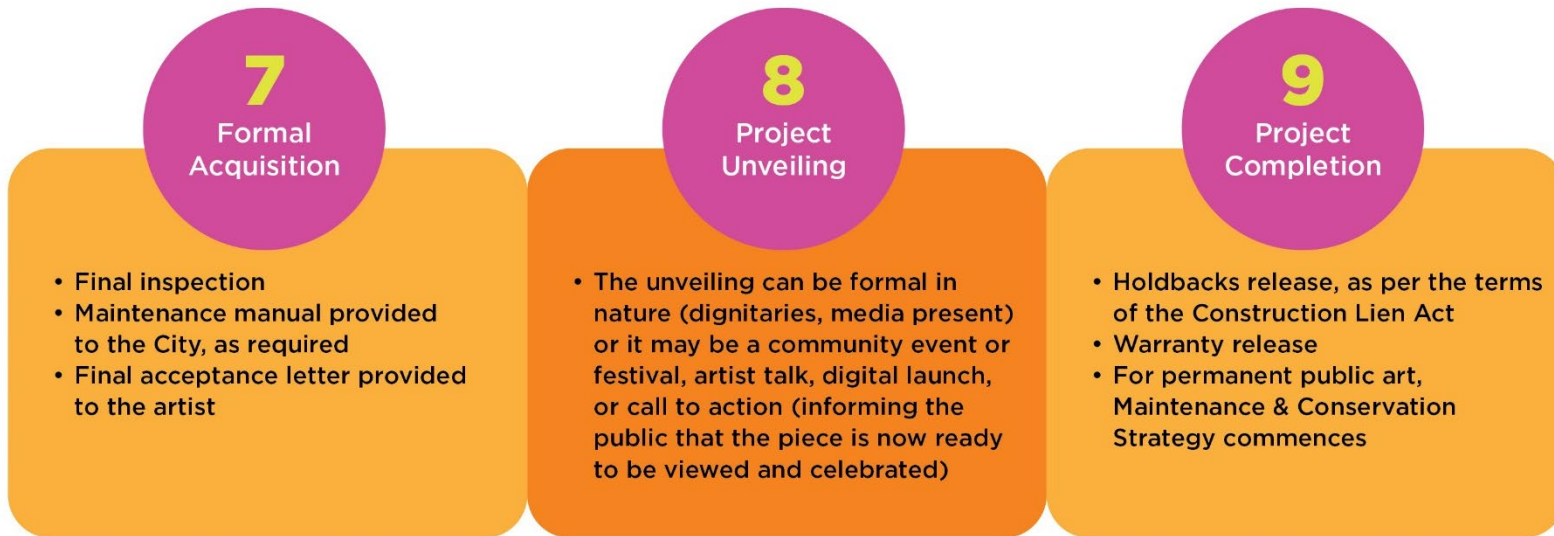 7
Formal
Acquisition
• Final inspection
• Maintenance manual provided
to the City, as required
• Final acceptance letter provided
to the artist
8
Project
Unveiling
• The unveiling can be formal in
nature (dignitaries, media present)
or it may be a community event or
festival, artist talk, digital launch,
or call to action (informing the
public that the piece is now ready
to be viewed and celebrated)
9
Project
Completion
• Holdbacks release, as per the terms
of the Construction Lien Act
• Warranty release
• For permanent public art,
Maintenance & Conservation
Strategy commences